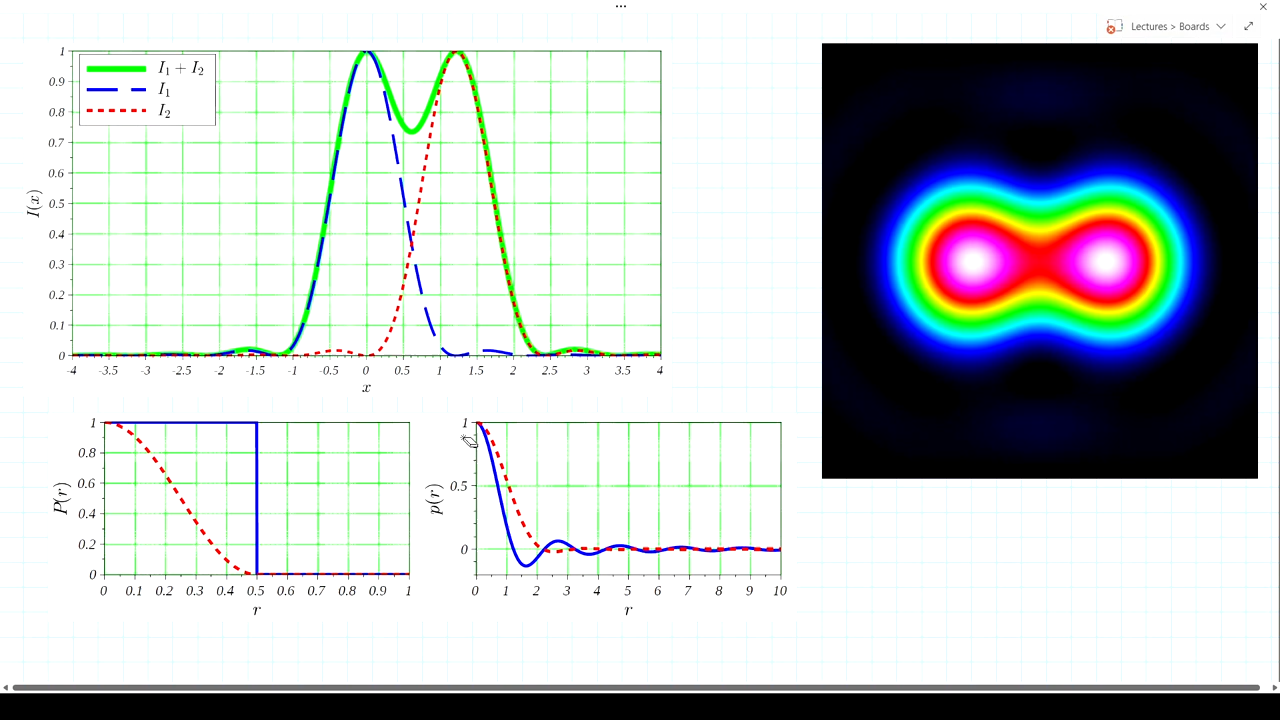 Lectures > Boards
I₁ + I₂
I₁
I₂
I(x)
1
0.9
0.8
0.7
0.6
0.5
0.4
0.3
0.2
0.1
0
-4 -3.5 -3 -2.5 -2 -1.5 -1 -0.5 0 0.5 1 1.5 2 2.5 3 3.5 4
x
P(r)
1
0.8
0.6
0.4
0.2
0
0 0.1 0.2 0.3 0.4 0.5 0.6 0.7 0.8 0.9 1
r
p(r)
1
0.5
0
0 1 2 3 4 5 6 7 8 9 10
r